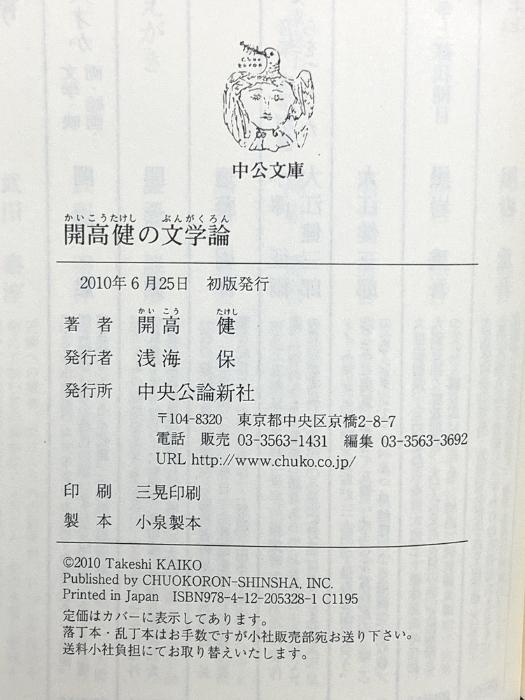 Chuo
bunko
中公文庫
かいこうたけし ぶんがくろん
開高健の文学論
2010年6月25日 初版発行
かい こう たけし
著者 開高 健
発行者 浅海 保
発行所 中央公論新社
〒104-8320 東京都中央区京橋2-8-7
電話 販売 03-3563-1431 編集 03-3563-3692
URL http://www.chuko.co.jp/
印刷 三晃印刷
製本 小泉製本
©2010 Takeshi KAIKO
Published by CHUOKORON-SHINSHA, INC.
Printed in Japan ISBN978-4-12-205328-1 C1195
定価はカバーに表示してあります。
落丁本・乱丁本はお手数ですが小社販売部宛お送り下さい。
送料小社負担にてお取り替えいたします。